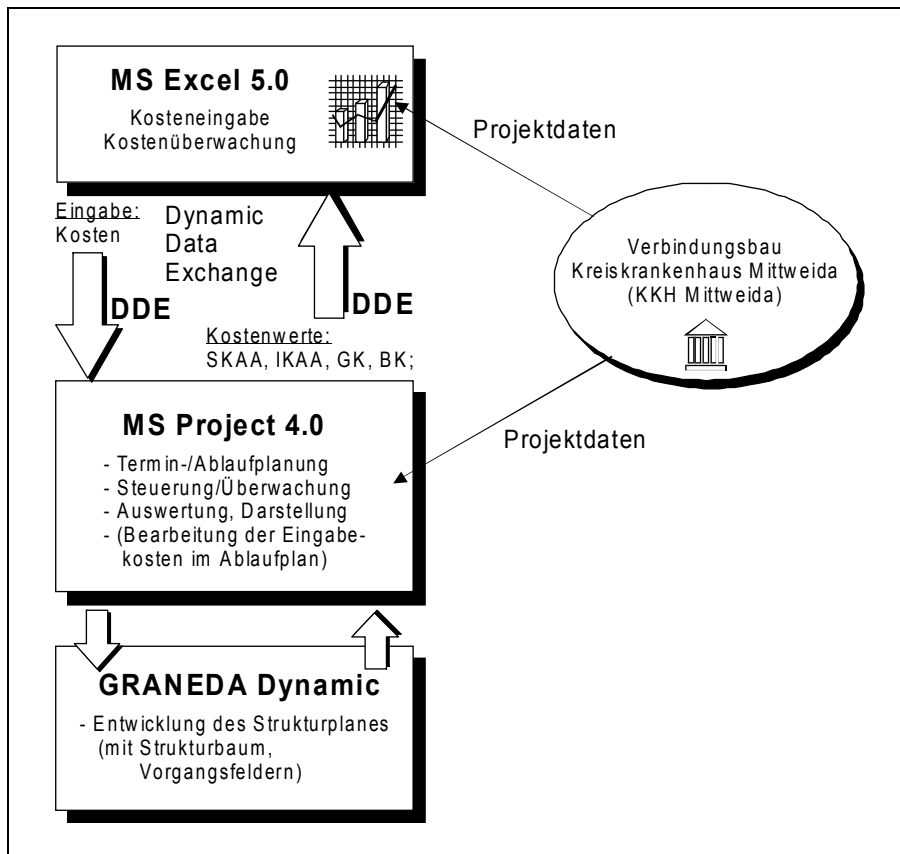 MS Excel 5.0
Kosteneingabe
Kostenüberwachung
Projektdaten
Eingabe:
Kosten
Dynamic
Data
Exchange
DDE
DDE
Kostenwerte:
SKAA, IKAA, GK, BK;
Verbindungsbau
Kreiskrankenhaus Mittweida
(KKH Mittweida)
MS Project 4.0
- Termin-/Ablaufplanung
- Steuerung/Überwachung
- Auswertung, Darstellung
- (Bearbeitung der Eingabe-
kosten im Ablaufplan)
Projektdaten
GRANEDA Dynamic
- Entwicklung des Strukturplanes
(mit Strukturbaum,
Vorgangsfeldern)